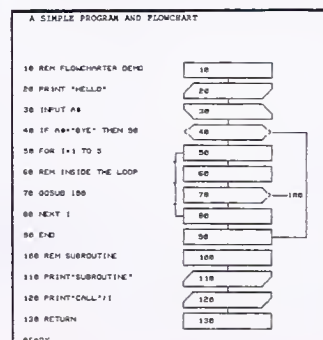 A SIMPLE PROGRAM AND FLOWCHART
10 REM FLOWCHARTER DEMO
10
20 PRINT "HELLO"
20
30 INPUT A$
30
40 IF A$="BYE" THEN 90
40
50 FOR I=1 TO 5
50
60 REM INSIDE THE LOOP
60
70 GOSUB 100
70
100
80 NEXT I
80
90 END
90
100 REM SUBROUTINE
100
110 PRINT"SUBROUTINE"
110
120 PRINT"CALL"/I
120
130 RETURN
130
READY